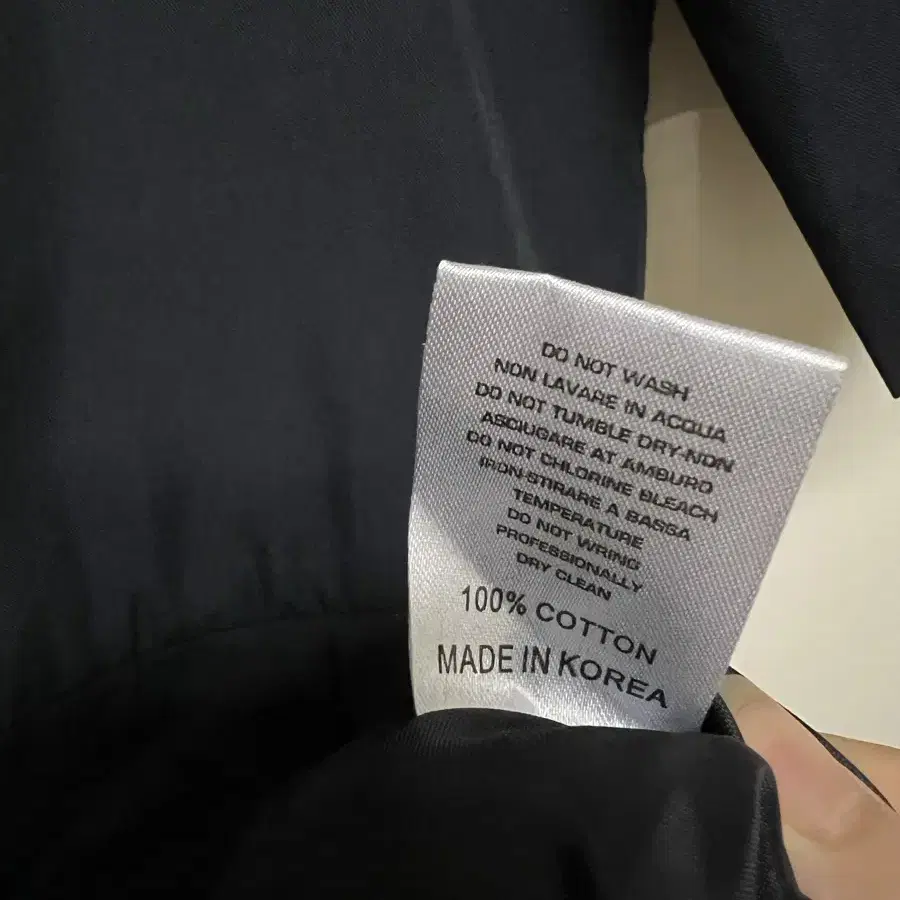 DO NOT WASH
NON LAVARE IN ACQUA
DO NOT TUMBLE DRY-NON
ASCIUGARE AT AMBURO
DO NOT CHLORINE BLEACH
IRON-STIRARE A BASSA
TEMPERATURE
DO NOT WRING
PROFESSIONALLY
DRY CLEAN
100% COTTON
MADE IN KOREA